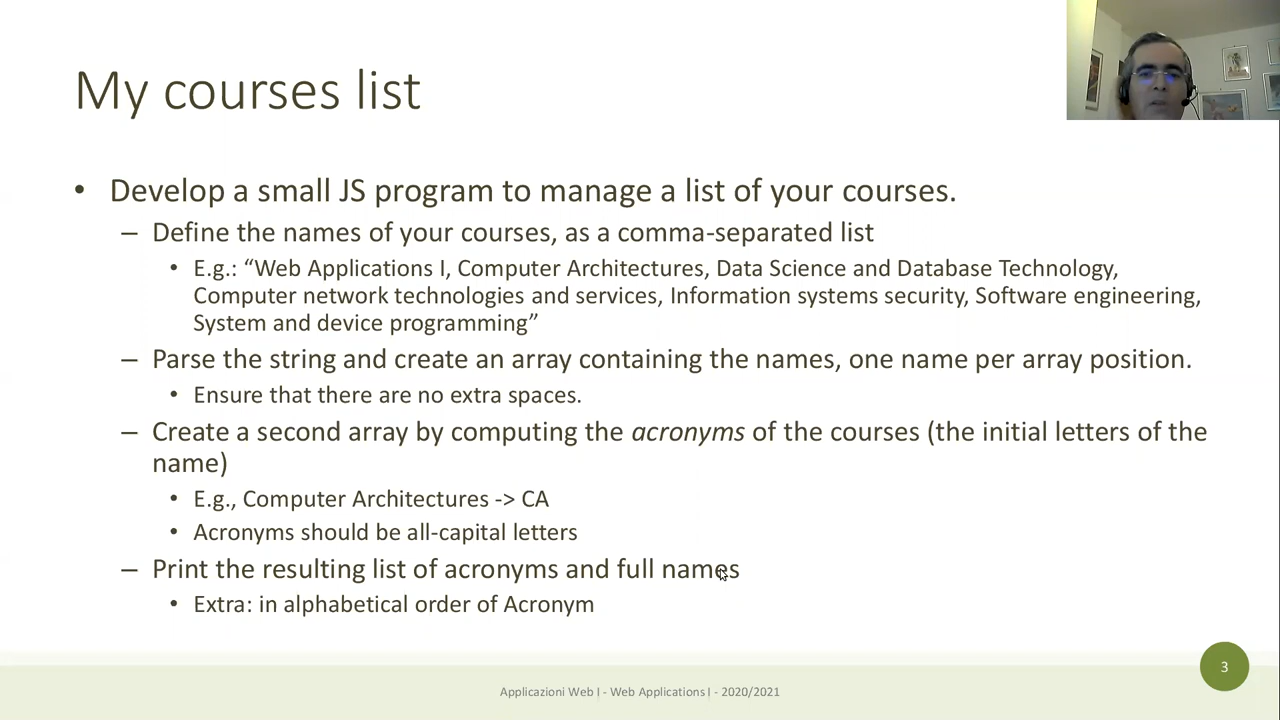 My courses list
• Develop a small JS program to manage a list of your courses.
– Define the names of your courses, as a comma-separated list
• E.g.: “Web Applications I, Computer Architectures, Data Science and Database Technology,
Computer network technologies and services, Information systems security, Software engineering,
System and device programming”
– Parse the string and create an array containing the names, one name per array position.
• Ensure that there are no extra spaces.
– Create a second array by computing the acronyms of the courses (the initial letters of the
name)
• E.g., Computer Architectures -> CA
• Acronyms should be all-capital letters
– Print the resulting list of acronyms and full names
• Extra: in alphabetical order of Acronym
3
Applicazioni Web I - Web Applications I - 2020/2021